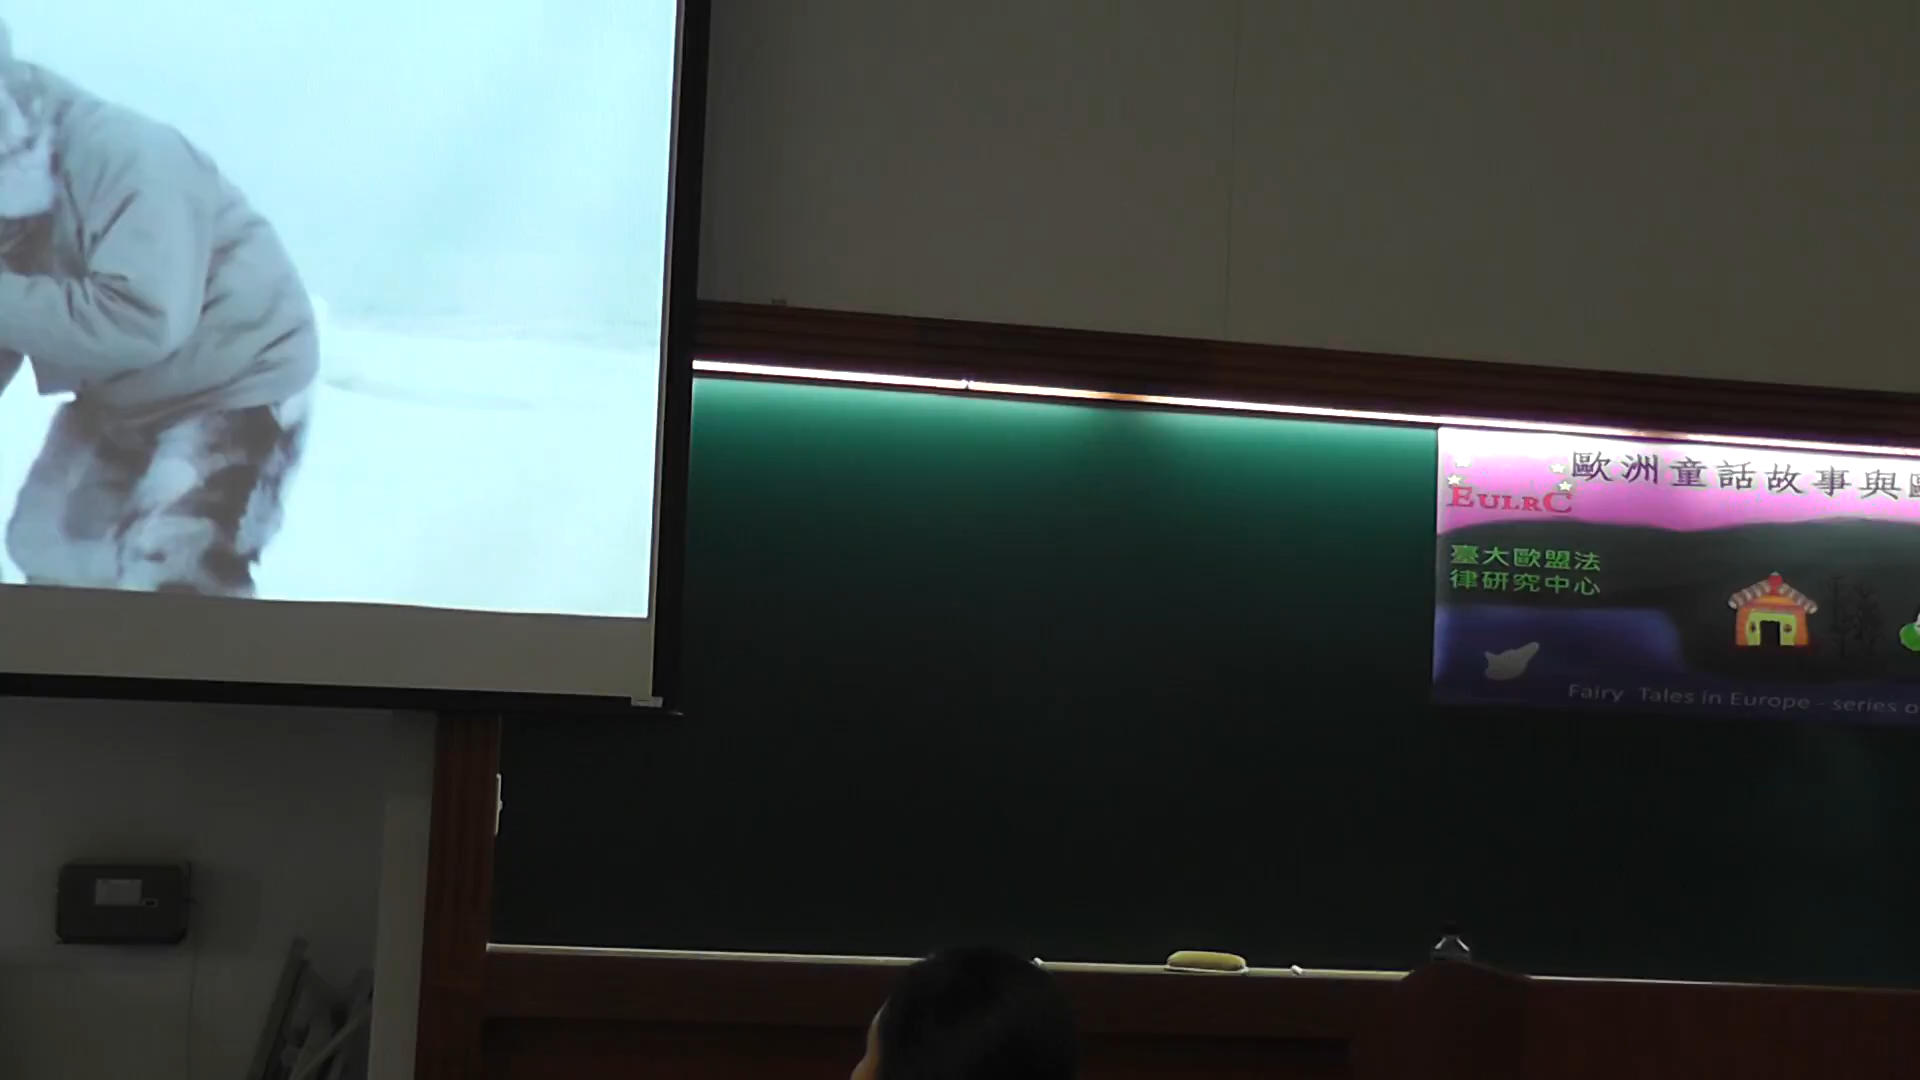 歐洲童話故事與
EULRC
臺大歐盟法
律研究中心
Fairy Tales in Europe - series o